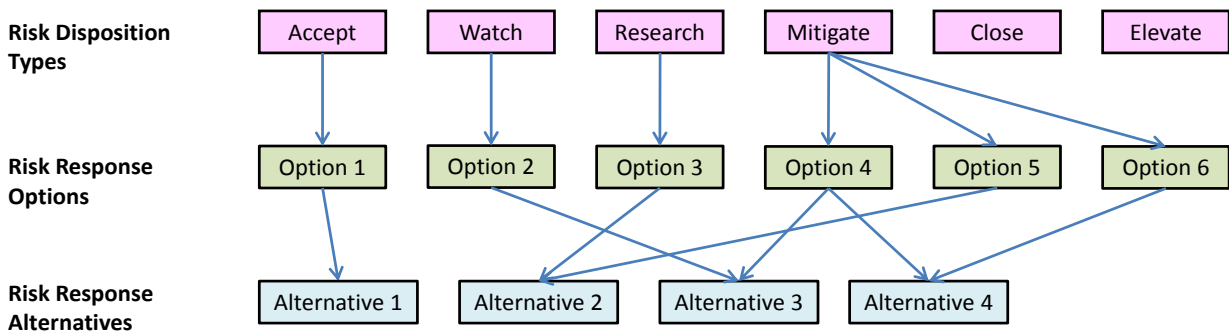 Risk Disposition
Types
Accept
Watch
Research
Mitigate
Close
Elevate
Risk Response
Options
Option 1
Option 2
Option 3
Option 4
Option 5
Option 6
Risk Response
Alternatives
Alternative 1
Alternative 2
Alternative 3
Alternative 4